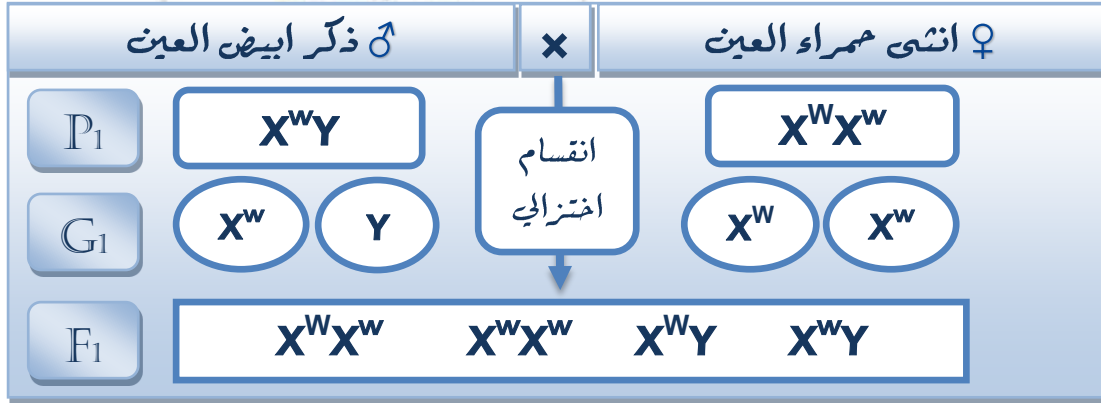 ♀ انثى حمراء العين × ♂ ذكر ابيض العين
P1 XᵂXʷ XʷY
انقسام
اختزالي
G1 Xᵂ Xʷ Xʷ Y
F1 XᵂXʷ XʷXʷ XᵂY XʷY